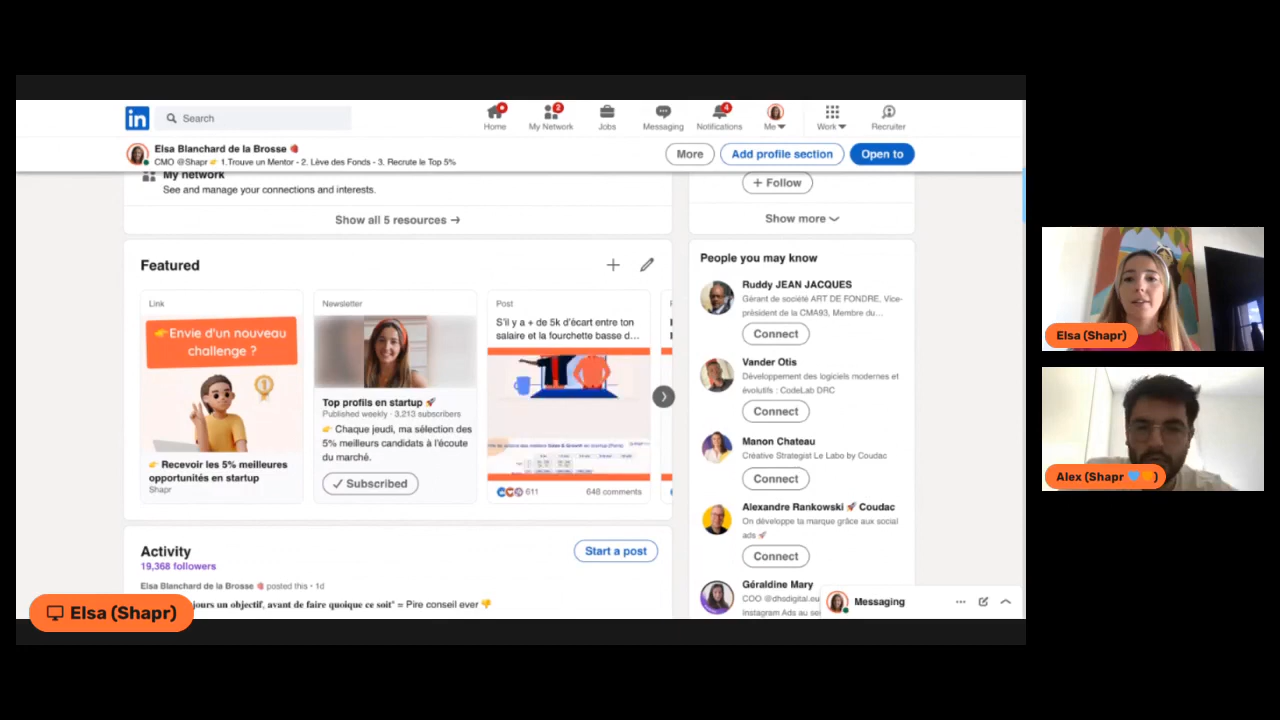 in
Search
Home
2
My Network
Jobs
Messaging
4
Notifications
Me
Work
Recruiter
Elsa Blanchard de la Brosse
CMO @Shapr 👉 1.Trouve un Mentor - 2. Lève des Fonds - 3. Recrute le Top 5%
More
Add profile section
Open to
My network
See and manage your connections and interests.
Show all 5 resources →
Featured
Link
👉Envie d'un nouveau
challenge ?
👉 Recevoir les 5% meilleures
opportunités en startup
Shapr
Newsletter
Top profils en startup 🚀
Published weekly · 3,213 subscribers
👉 Chaque jeudi, ma sélection des
5% meilleurs candidats à l'écoute
du marché.
✓ Subscribed
Post
S'il y a + de 5k d'écart entre ton
salaire et la fourchette basse d…
611
648 comments
Activity
19,368 followers
Start a post
Elsa Blanchard de la Brosse posted this · 1d
jours un objectif, avant de faire quoique ce soit" = Pire conseil ever 👎
+ Follow
Show more
People you may know
Ruddy JEAN JACQUES
Gérant de société ART DE FONDRE, Vice-
président de la CMA93, Membre du…
Connect
Vander Otis
Développement des logiciels modernes et
évolutifs : CodeLab DRC
Connect
Manon Chateau
Créative Strategist Le Labo by Coudac
Connect
Alexandre Rankowski 🚀 Coudac
On développe ta marque grâce aux social
ads 🚀
Connect
Géraldine Mary
COO @dhsdigital.eu
Instagram Ads au se
Messaging
Elsa (Shapr)
Elsa (Shapr)
Alex (Shapr 💙🧡)